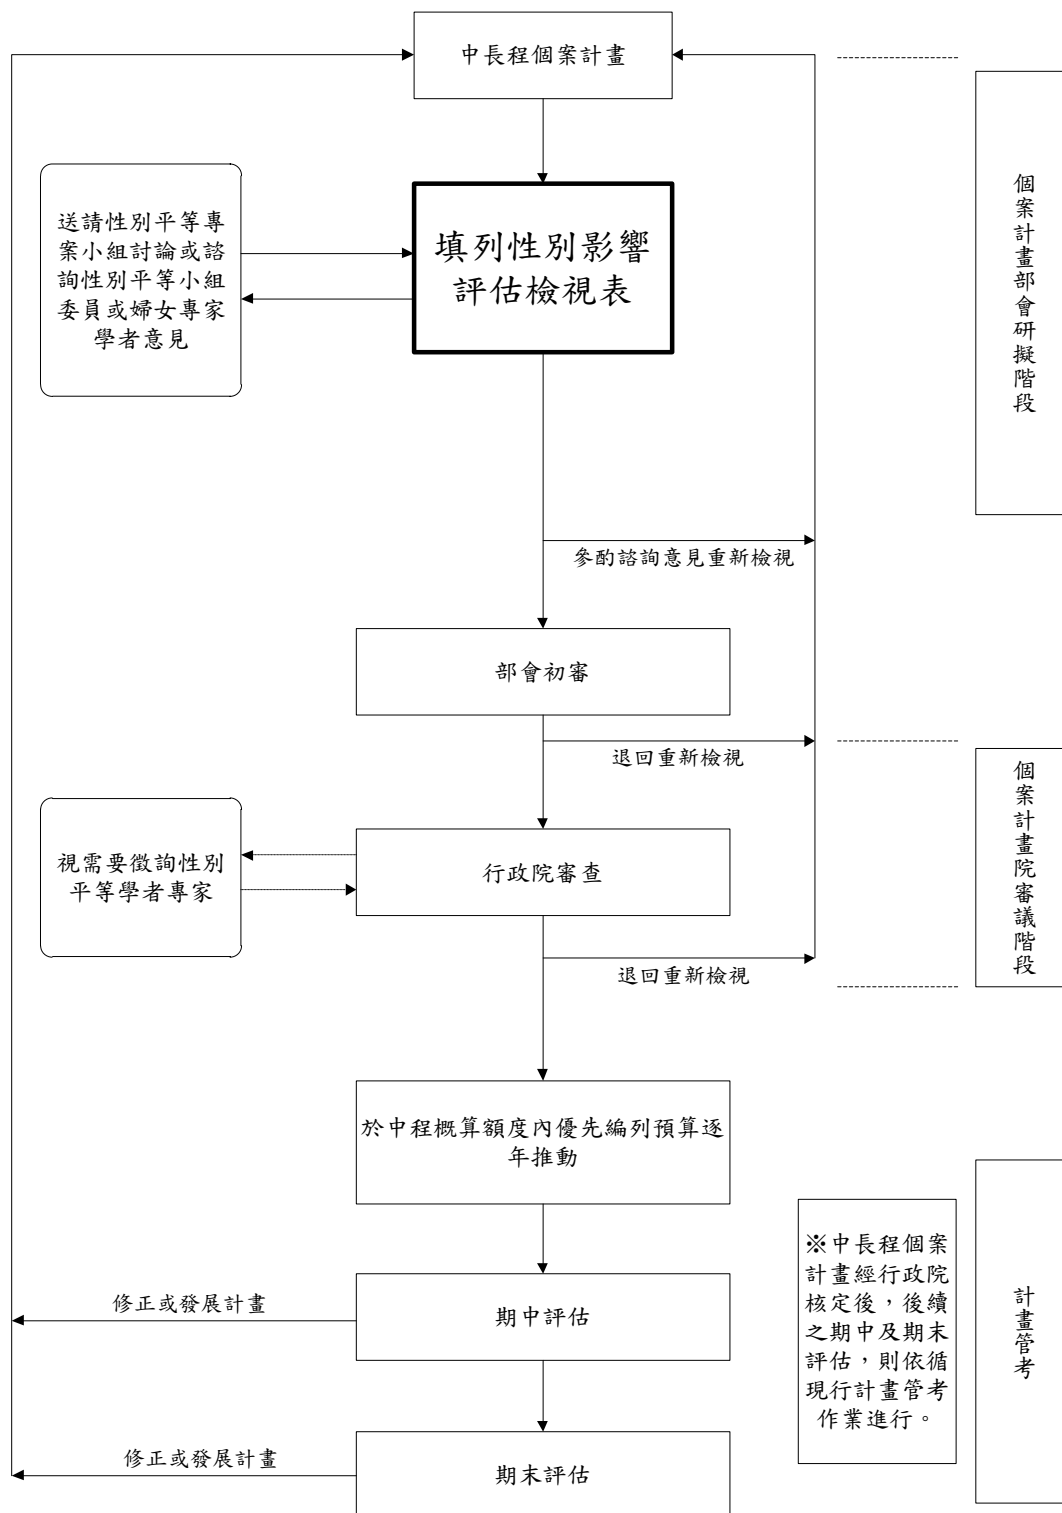 中長程個案計畫
送請性別平等專
案小組討論或諮
詢性別平等小組
委員或婦女專家
學者意見
填列性別影響
評估檢視表
個案計畫部會研擬階段
參酌諮詢意見重新檢視
部會初審
退回重新檢視
個案計畫院審議階段
視需要徵詢性別
平等學者專家
行政院審查
退回重新檢視
於中程概算額度內優先編列預算逐
年推動
※中長程個案
計畫經行政院
核定後，後續
之期中及期末
評估，則依循
現行計畫管考
作業進行。
計畫管考
修正或發展計畫
期中評估
修正或發展計畫
期末評估